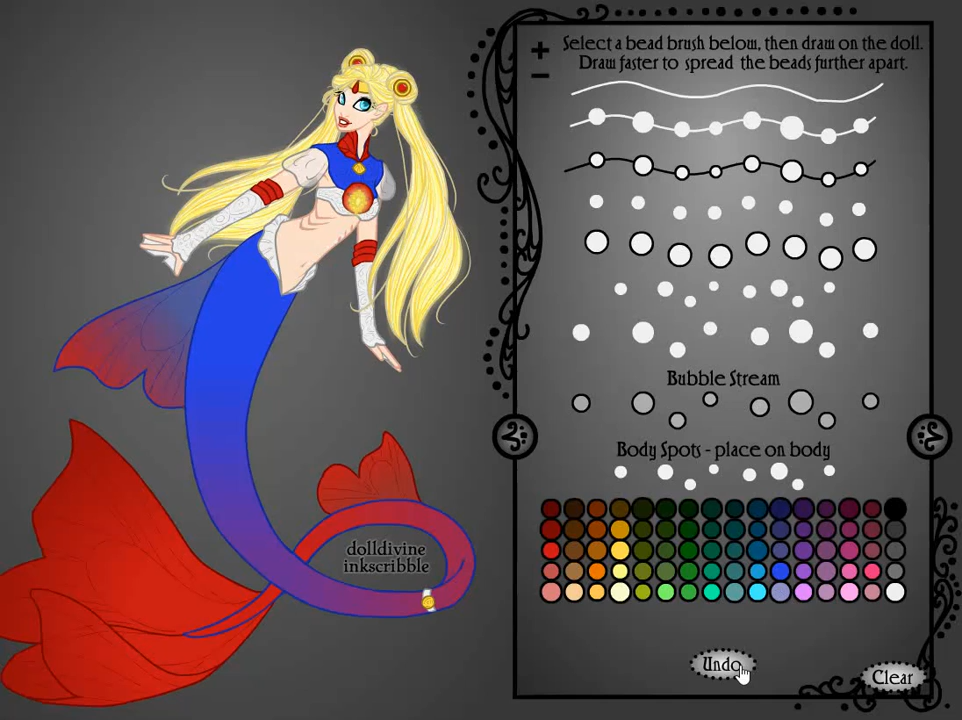 + Select a bead brush below, then draw on the doll.
– Draw faster to spread the beads further apart.
Bubble Stream
Body Spots - place on body
dolldivine
inkscribble
Undo
Clear